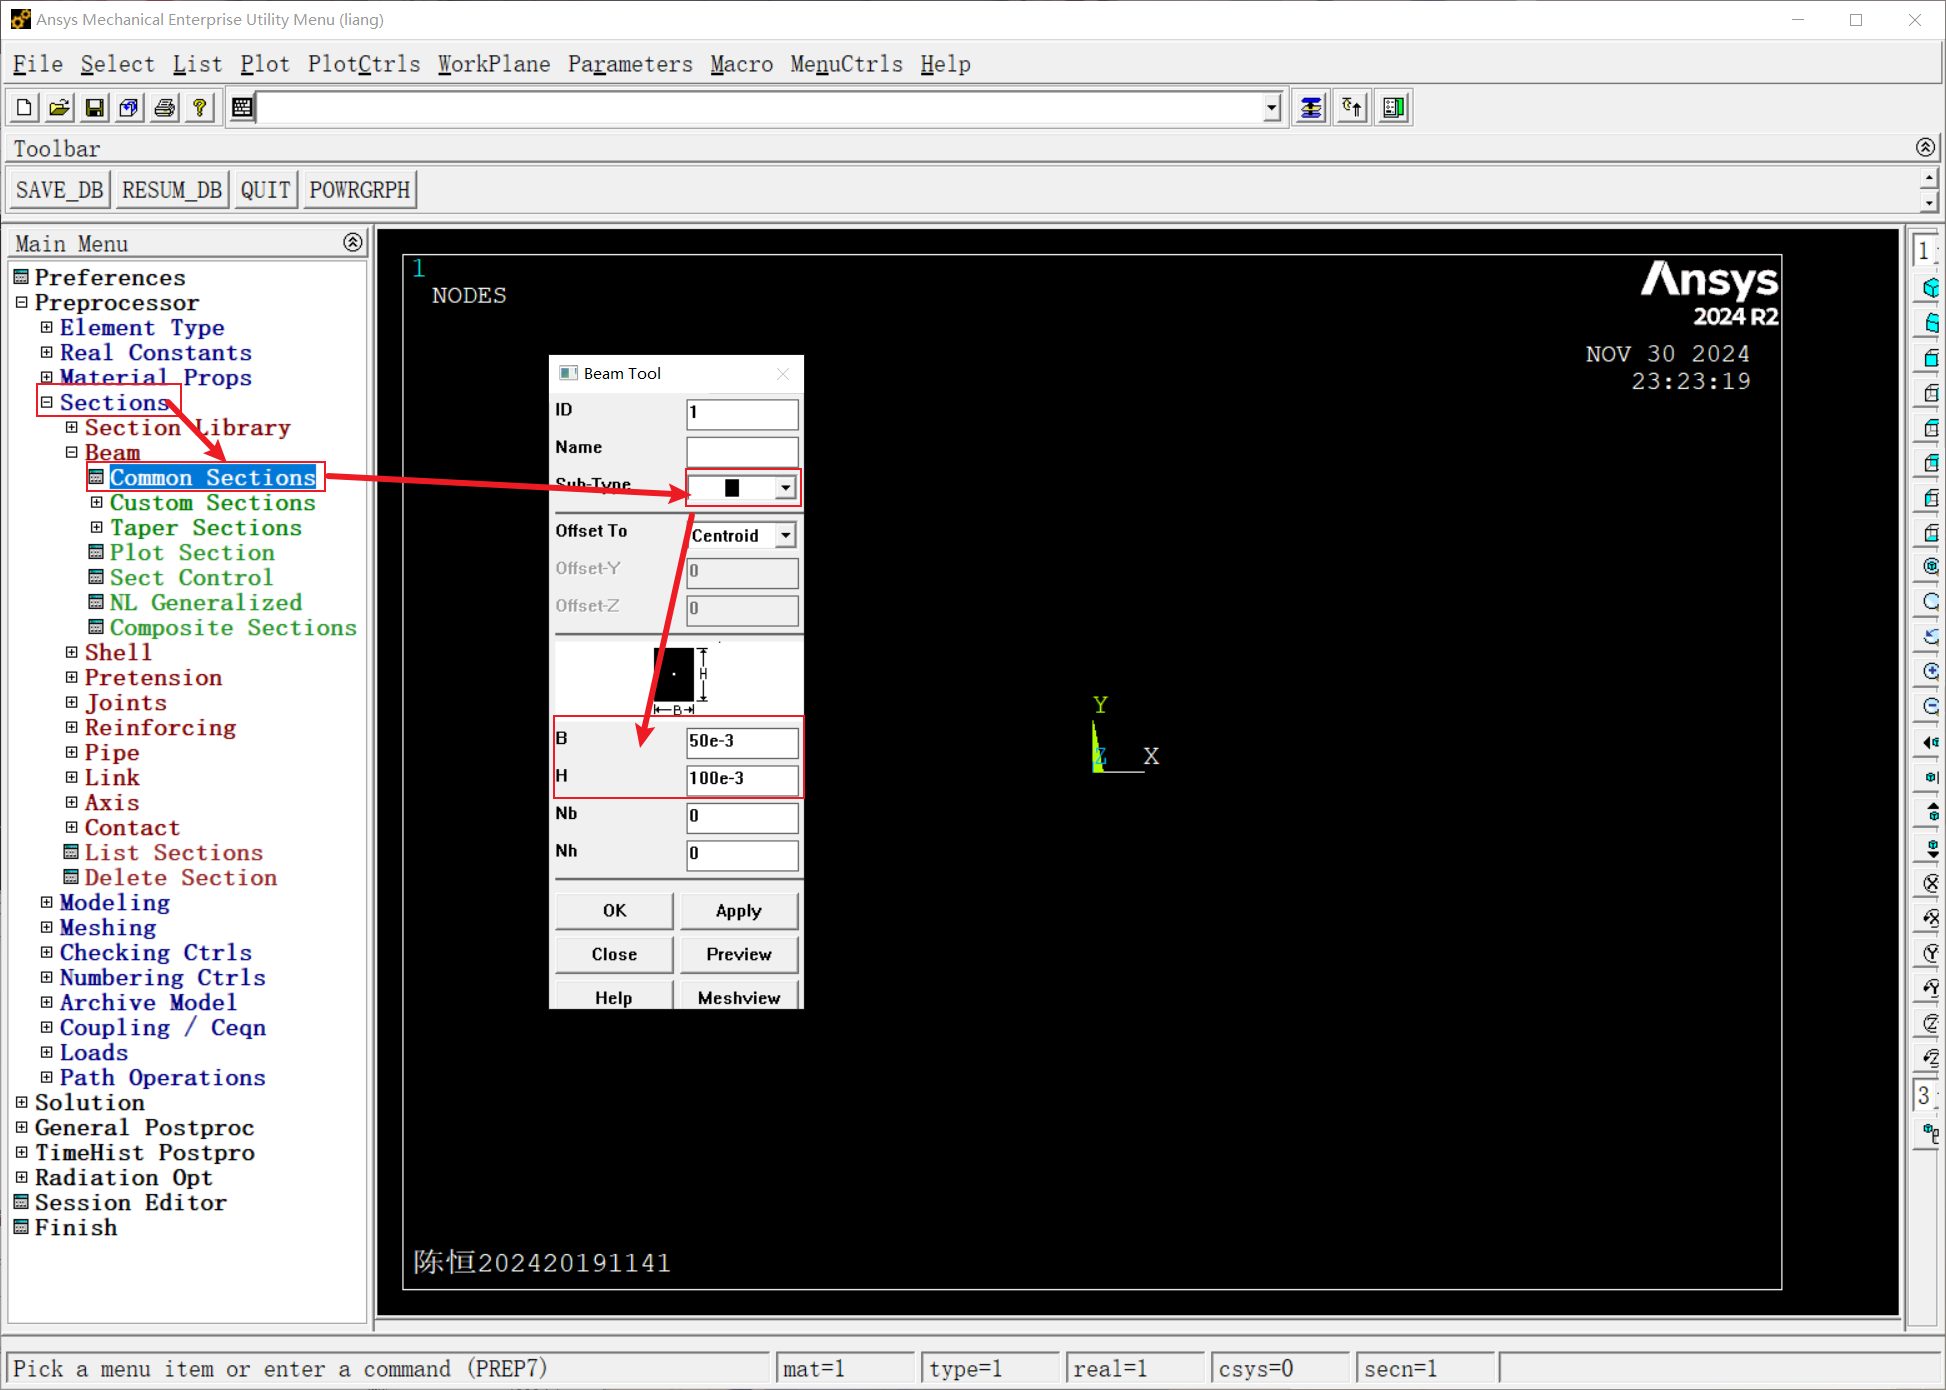 Ansys Mechanical Enterprise Utility Menu (liang)
File Select List Plot PlotCtrls WorkPlane Parameters Macro MenuCtrls Help
Toolbar
SAVE_DB RESUM_DB QUIT POWRGRPH
Main Menu
Preferences
Preprocessor
Element Type
Real Constants
Material Props
Sections
Section Library
Beam
Common Sections
Custom Sections
Taper Sections
Plot Section
Sect Control
NL Generalized
Composite Sections
Shell
Pretension
Joints
Reinforcing
Pipe
Link
Axis
Contact
List Sections
Delete Section
Modeling
Meshing
Checking Ctrls
Numbering Ctrls
Archive Model
Coupling / Ceqn
Loads
Path Operations
Solution
General Postproc
TimeHist Postpro
Radiation Opt
Session Editor
Finish
1
NODES
Ansys
2024 R2
NOV 30 2024
23:23:19
Beam Tool
ID 1
Name
Sub-Type
Offset To Centroid
Offset-Y 0
Offset-Z 0
H
B
B 50e-3
H 100e-3
Nb 0
Nh 0
OK Apply
Close Preview
Help Meshview
Y
Z X
陈恒202420191141
1
3
Pick a menu item or enter a command (PREP7)
mat=1 type=1 real=1 csys=0 secn=1